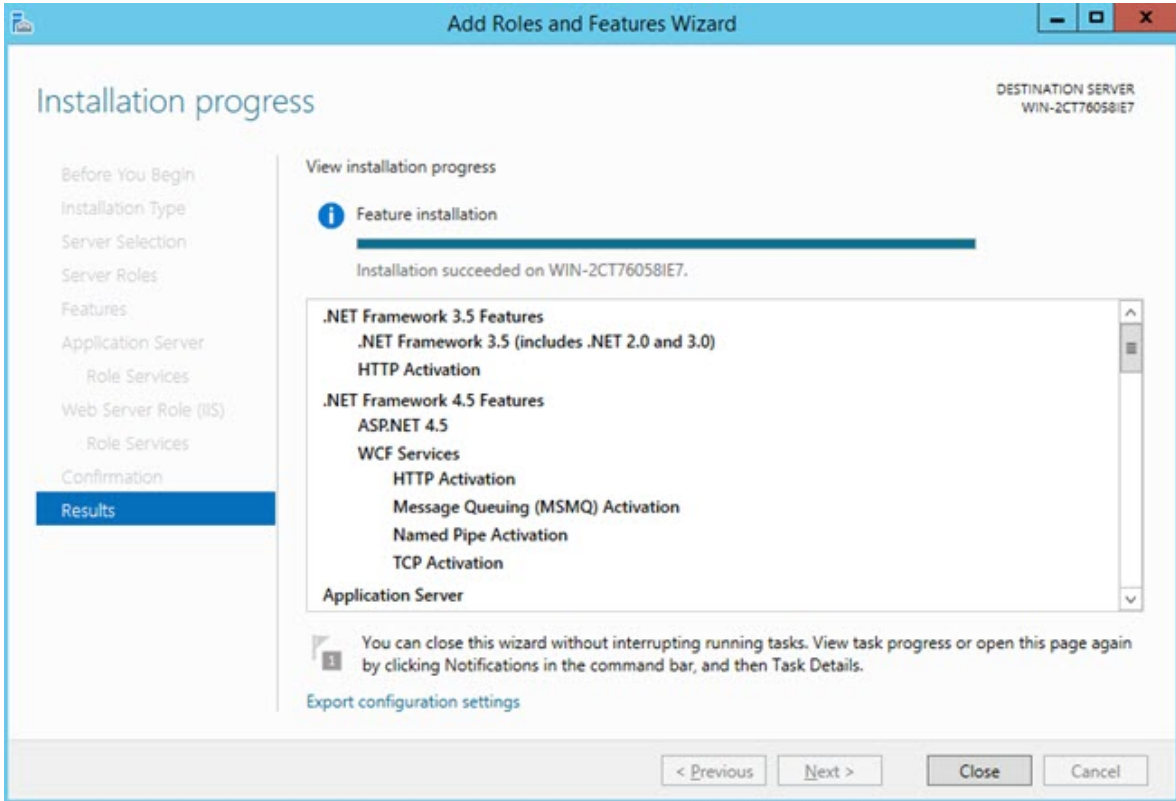 Add Roles and Features Wizard
Installation progress
DESTINATION SERVER
WIN-2CT76058IE7
Before You Begin
Installation Type
Server Selection
Server Roles
Features
Application Server
Role Services
Web Server Role (IIS)
Role Services
Confirmation
Results
View installation progress
Feature installation
Installation succeeded on WIN-2CT76058IE7.
.NET Framework 3.5 Features
.NET Framework 3.5 (includes .NET 2.0 and 3.0)
HTTP Activation
.NET Framework 4.5 Features
ASP.NET 4.5
WCF Services
HTTP Activation
Message Queuing (MSMQ) Activation
Named Pipe Activation
TCP Activation
Application Server
1
You can close this wizard without interrupting running tasks. View task progress or open this page again
by clicking Notifications in the command bar, and then Task Details.
Export configuration settings
< Previous
Next >
Close
Cancel